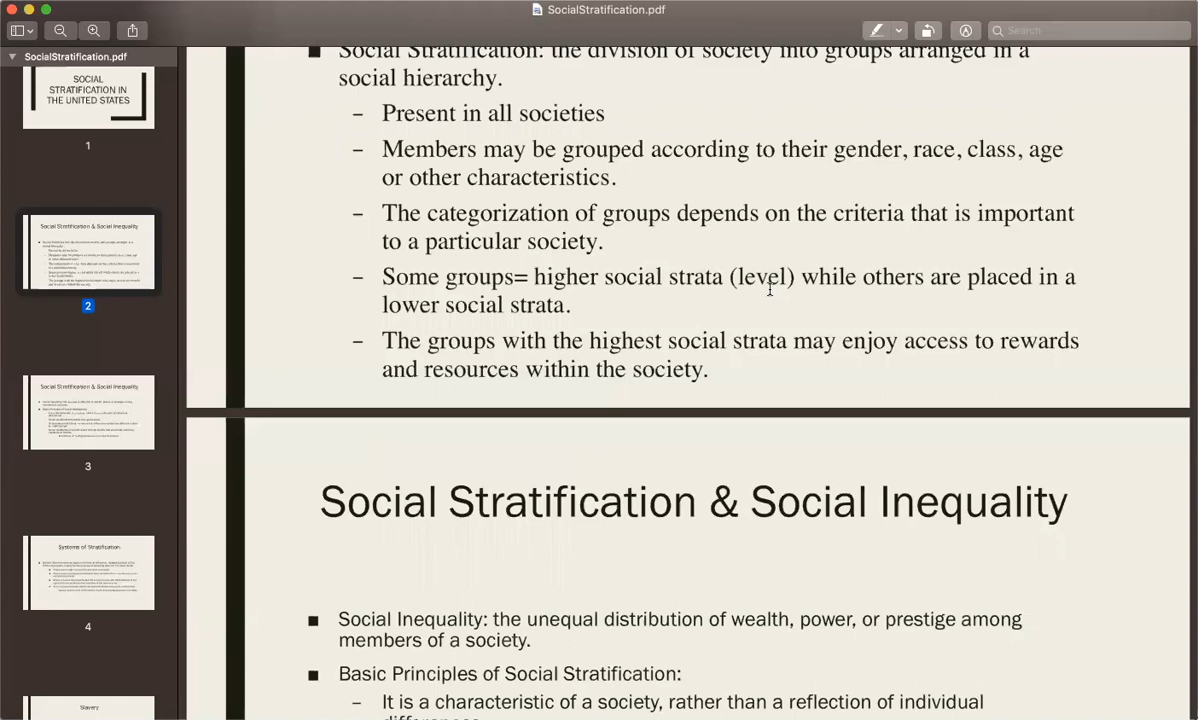 SocialStratification.pdf
Search
SocialStratification.pdf
SOCIAL
STRATIFICATION IN
THE UNITED STATES
1
Social Stratification & Social Inequality
2
Social Stratification & Social Inequality
3
Systems of Stratification
4
Slavery
Social Stratification: the division of society into groups arranged in a
social hierarchy.
– Present in all societies
– Members may be grouped according to their gender, race, class, age
or other characteristics.
– The categorization of groups depends on the criteria that is important
to a particular society.
– Some groups= higher social strata (level) while others are placed in a
lower social strata.
– The groups with the highest social strata may enjoy access to rewards
and resources within the society.
Social Stratification & Social Inequality
Social Inequality: the unequal distribution of wealth, power, or prestige among
members of a society.
Basic Principles of Social Stratification:
– It is a characteristic of a society, rather than a reflection of individual